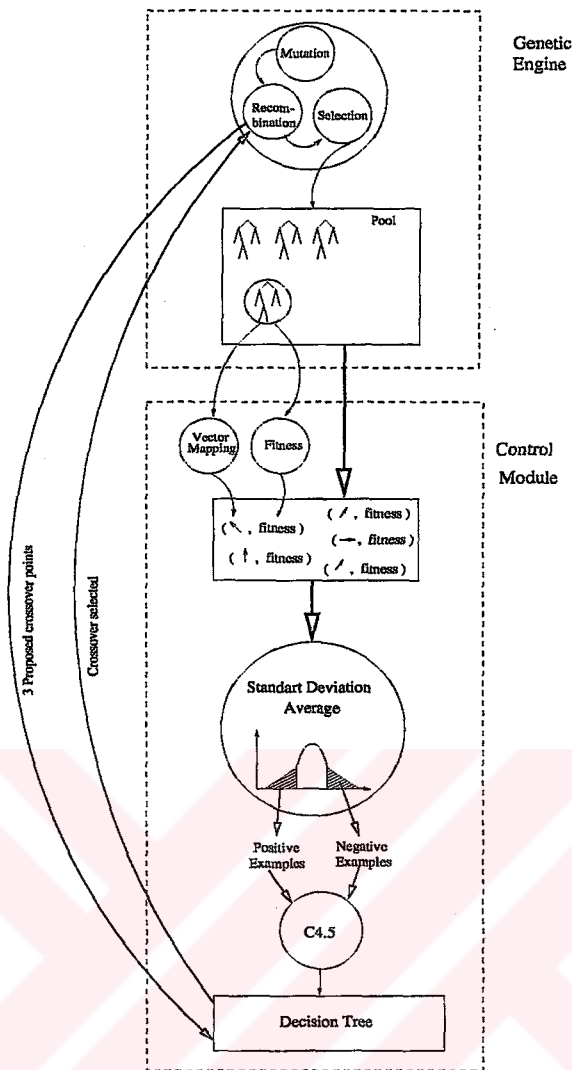 Genetic
Engine
Mutation
Recom-
bination
Selection
Pool
Vector
Mapping
Fitness
Control
Module
( , fitness )
( , fitness )
( , fitness )
( , fitness )
( , fitness )
3 Proposed crossover points
Crossover selected
Standart Deviation
Average
Positive
Examples
Negative
Examples
C4.5
Decision Tree